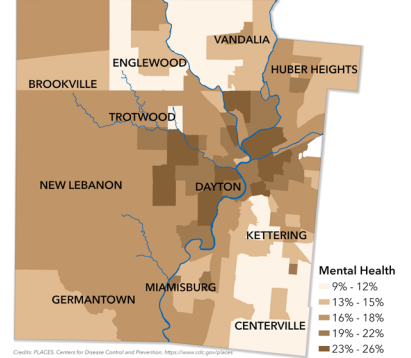 VANDALIA
ENGLEWOOD
HUBER HEIGHTS
BROOKVILLE
TROTWOOD
NEW LEBANON
DAYTON
KETTERING
MIAMISBURG
GERMANTOWN
CENTERVILLE
Mental Health
9% - 12%
13% - 15%
16% - 18%
19% - 22%
23% - 26%
Credits: PLACES. Centers for Disease Control and Prevention. https://www.cdc.gov/places